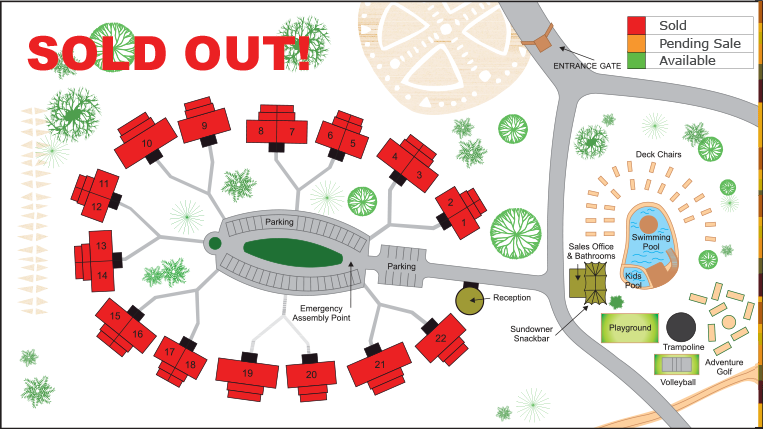 SOLD OUT!
Sold
Pending Sale
Available
ENTRANCE GATE
Deck Chairs
10
9
8 7
6 5
4
3
2
1
11
12
13
14
15
16
17
18
19
20
21
22
Parking
Parking
Emergency
Assembly Point
Reception
Swimming
Pool
Kids
Pool
Sales Office
& Bathrooms
Sundowner
Snackbar
Playground
Trampoline
Volleyball
Adventure
Golf